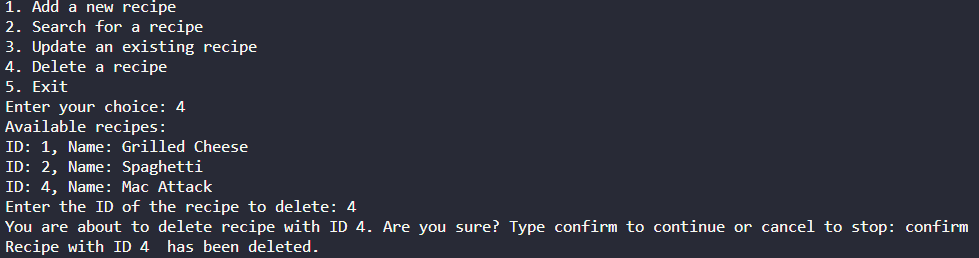 1. Add a new recipe
2. Search for a recipe
3. Update an existing recipe
4. Delete a recipe
5. Exit
Enter your choice: 4
Available recipes:
ID: 1, Name: Grilled Cheese
ID: 2, Name: Spaghetti
ID: 4, Name: Mac Attack
Enter the ID of the recipe to delete: 4
You are about to delete recipe with ID 4. Are you sure? Type confirm to continue or cancel to stop: confirm
Recipe with ID 4  has been deleted.